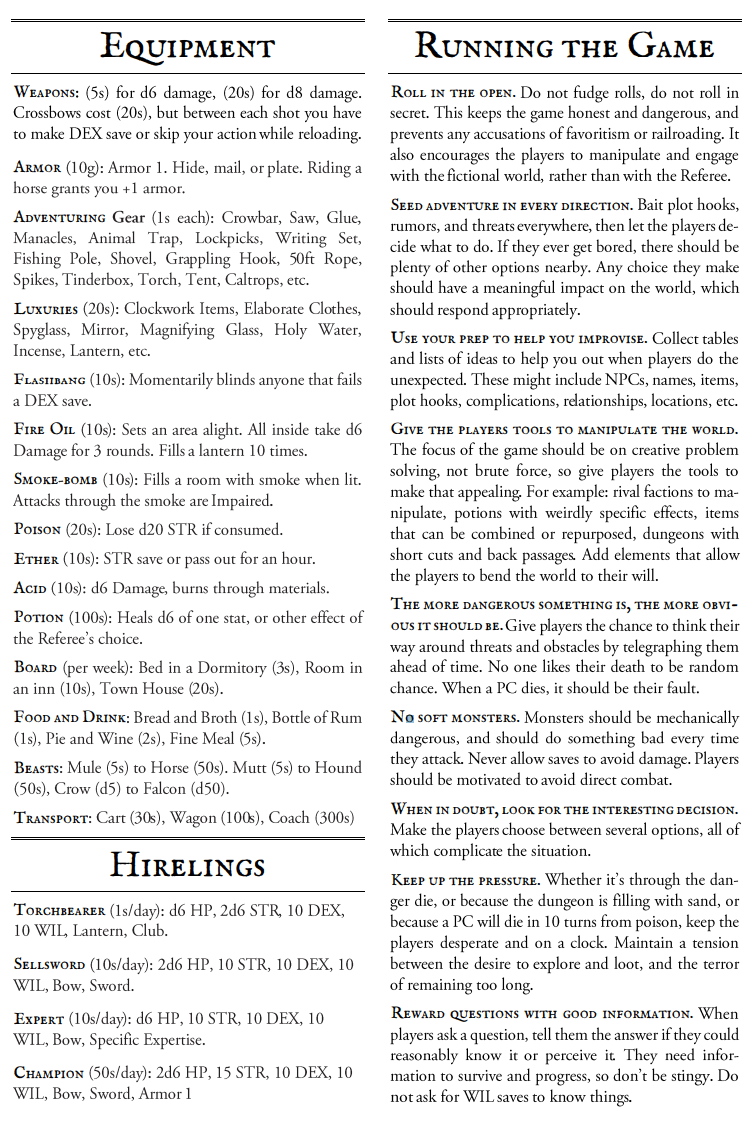 Equipment
Weapons: (5s) for d6 damage, (20s) for d8 damage.
Crossbows cost (20s), but between each shot you have
to make DEX save or skip your action while reloading.
Armor (10g): Armor 1. Hide, mail, or plate. Riding a
horse grants you +1 armor.
Adventuring Gear (1s each): Crowbar, Saw, Glue,
Manacles, Animal Trap, Lockpicks, Writing Set,
Fishing Pole, Shovel, Grappling Hook, 50ft Rope,
Spikes, Tinderbox, Torch, Tent, Caltrops, etc.
Luxuries (20s): Clockwork Items, Elaborate Clothes,
Spyglass, Mirror, Magnifying Glass, Holy Water,
Incense, Lantern, etc.
Flashbang (10s): Momentarily blinds anyone that fails
a DEX save.
Fire Oil (10s): Sets an area alight. All inside take d6
Damage for 3 rounds. Fills a lantern 10 times.
Smoke-bomb (10s): Fills a room with smoke when lit.
Attacks through the smoke are Impaired.
Poison (20s): Lose d20 STR if consumed.
Ether (10s): STR save or pass out for an hour.
Acid (10s): d6 Damage, burns through materials.
Potion (100s): Heals d6 of one stat, or other effect of
the Referee's choice.
Board (per week): Bed in a Dormitory (3s), Room in
an inn (10s), Town House (20s).
Food and Drink: Bread and Broth (1s), Bottle of Rum
(1s), Pie and Wine (2s), Fine Meal (5s).
Beasts: Mule (5s) to Horse (50s). Mutt (5s) to Hound
(50s), Crow (d5) to Falcon (d50).
Transport: Cart (30s), Wagon (100s), Coach (300s)
Hirelings
Torchbearer (1s/day): d6 HP, 2d6 STR, 10 DEX,
10 WIL, Lantern, Club.
Sellsword (10s/day): 2d6 HP, 10 STR, 10 DEX, 10
WIL, Bow, Sword.
Expert (10s/day): d6 HP, 10 STR, 10 DEX, 10
WIL, Bow, Specific Expertise.
Champion (50s/day): 2d6 HP, 15 STR, 10 DEX, 10
WIL, Bow, Sword, Armor 1
Running the Game
Roll in the open. Do not fudge rolls, do not roll in
secret. This keeps the game honest and dangerous, and
prevents any accusations of favoritism or railroading. It
also encourages the players to manipulate and engage
with the fictional world, rather than with the Referee.
Seed adventure in every direction. Bait plot hooks,
rumors, and threats everywhere, then let the players de-
cide what to do. If they ever get bored, there should be
plenty of other options nearby. Any choice they make
should have a meaningful impact on the world, which
should respond appropriately.
Use your prep to help you improvise. Collect tables
and lists of ideas to help you out when players do the
unexpected. These might include NPCs, names, items,
plot hooks, complications, relationships, locations, etc.
Give the players tools to manipulate the world.
The focus of the game should be on creative problem
solving, not brute force, so give players the tools to
make that appealing. For example: rival factions to ma-
nipulate, potions with weirdly specific effects, items
that can be combined or repurposed, dungeons with
short cuts and back passages. Add elements that allow
the players to bend the world to their will.
The more dangerous something is, the more obvi-
ous it should be. Give players the chance to think their
way around threats and obstacles by telegraphing them
ahead of time. No one likes their death to be random
chance. When a PC dies, it should be their fault.
No soft monsters. Monsters should be mechanically
dangerous, and should do something bad every time
they attack. Never allow saves to avoid damage. Players
should be motivated to avoid direct combat.
When in doubt, look for the interesting decision.
Make the players choose between several options, all of
which complicate the situation.
Keep up the pressure. Whether it's through the dan-
ger die, or because the dungeon is filling with sand, or
because a PC will die in 10 turns from poison, keep the
players desperate and on a clock. Maintain a tension
between the desire to explore and loot, and the terror
of remaining too long.
Reward questions with good information. When
players ask a question, tell them the answer if they could
reasonably know it or perceive it. They need infor-
mation to survive and progress, so don't be stingy. Do
not ask for WIL saves to know things.